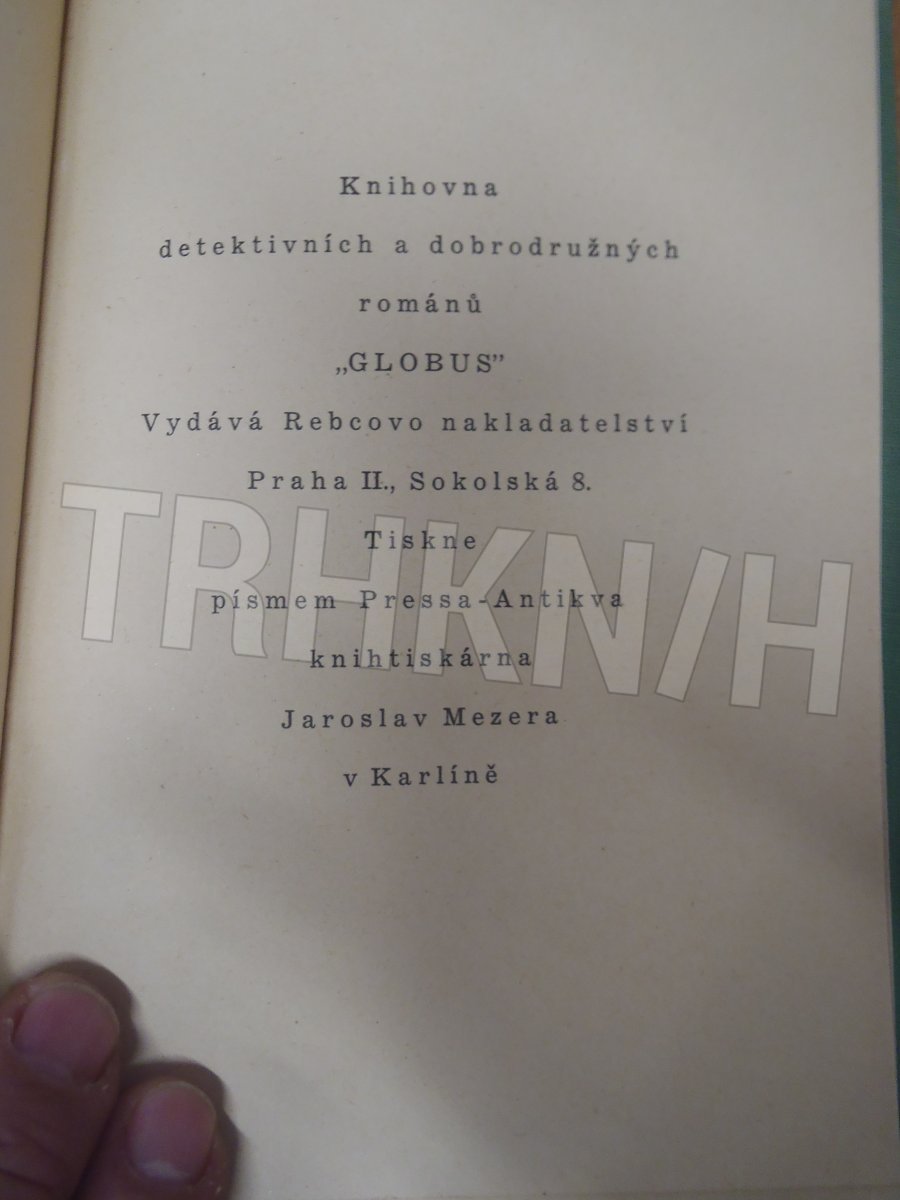 Knihovna
detektivních a dobrodružných
románů
„GLOBUS”
Vydává Rebcovo nakladatelství
Praha II., Sokolská 8.
Tiskne
písmem Pressa-Antikva
knihtiskárna
Jaroslav Mezera
v Karlíně
TRHKN/H